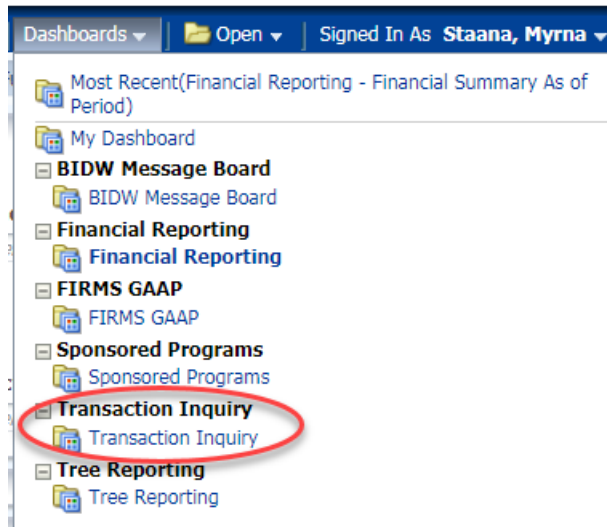 Dashboards Open Signed In As Staana, Myrna
Most Recent(Financial Reporting - Financial Summary As of
Period)
My Dashboard
BIDW Message Board
BIDW Message Board
Financial Reporting
Financial Reporting
FIRMS GAAP
FIRMS GAAP
Sponsored Programs
Sponsored Programs
Transaction Inquiry
Transaction Inquiry
Tree Reporting
Tree Reporting